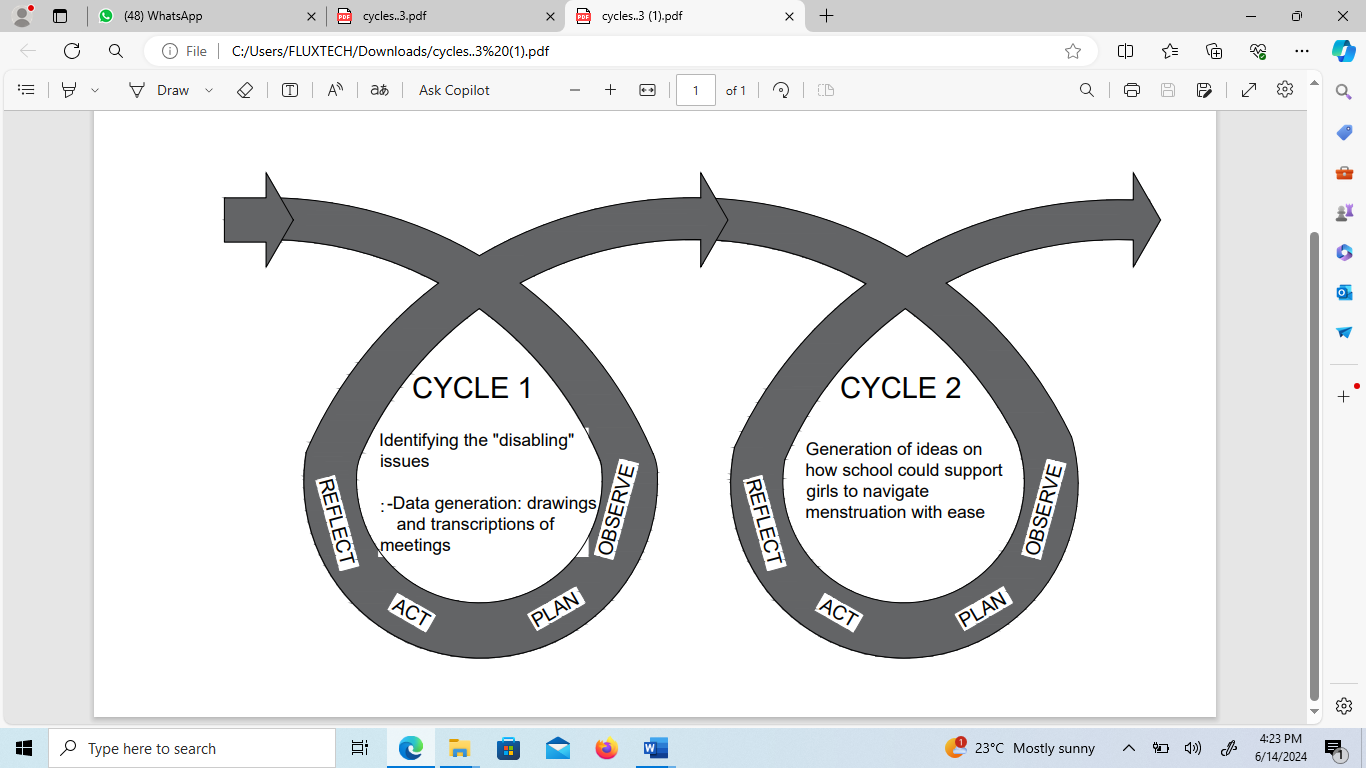 (48) WhatsApp
cycles..3.pdf
cycles..3 (1).pdf
File
C:/Users/FLUXTECH/Downloads/cycles..3%20(1).pdf
Draw
Ask Copilot
1
of 1
CYCLE 1
Identifying the "disabling"
issues
:-Data generation: drawings
and transcriptions of
meetings
REFLECT
ACT
PLAN
OBSERVE
CYCLE 2
Generation of ideas on
how school could support
girls to navigate
menstruation with ease
REFLECT
ACT
PLAN
OBSERVE
Type here to search
1
23°C Mostly sunny
4:23 PM
6/14/2024
1